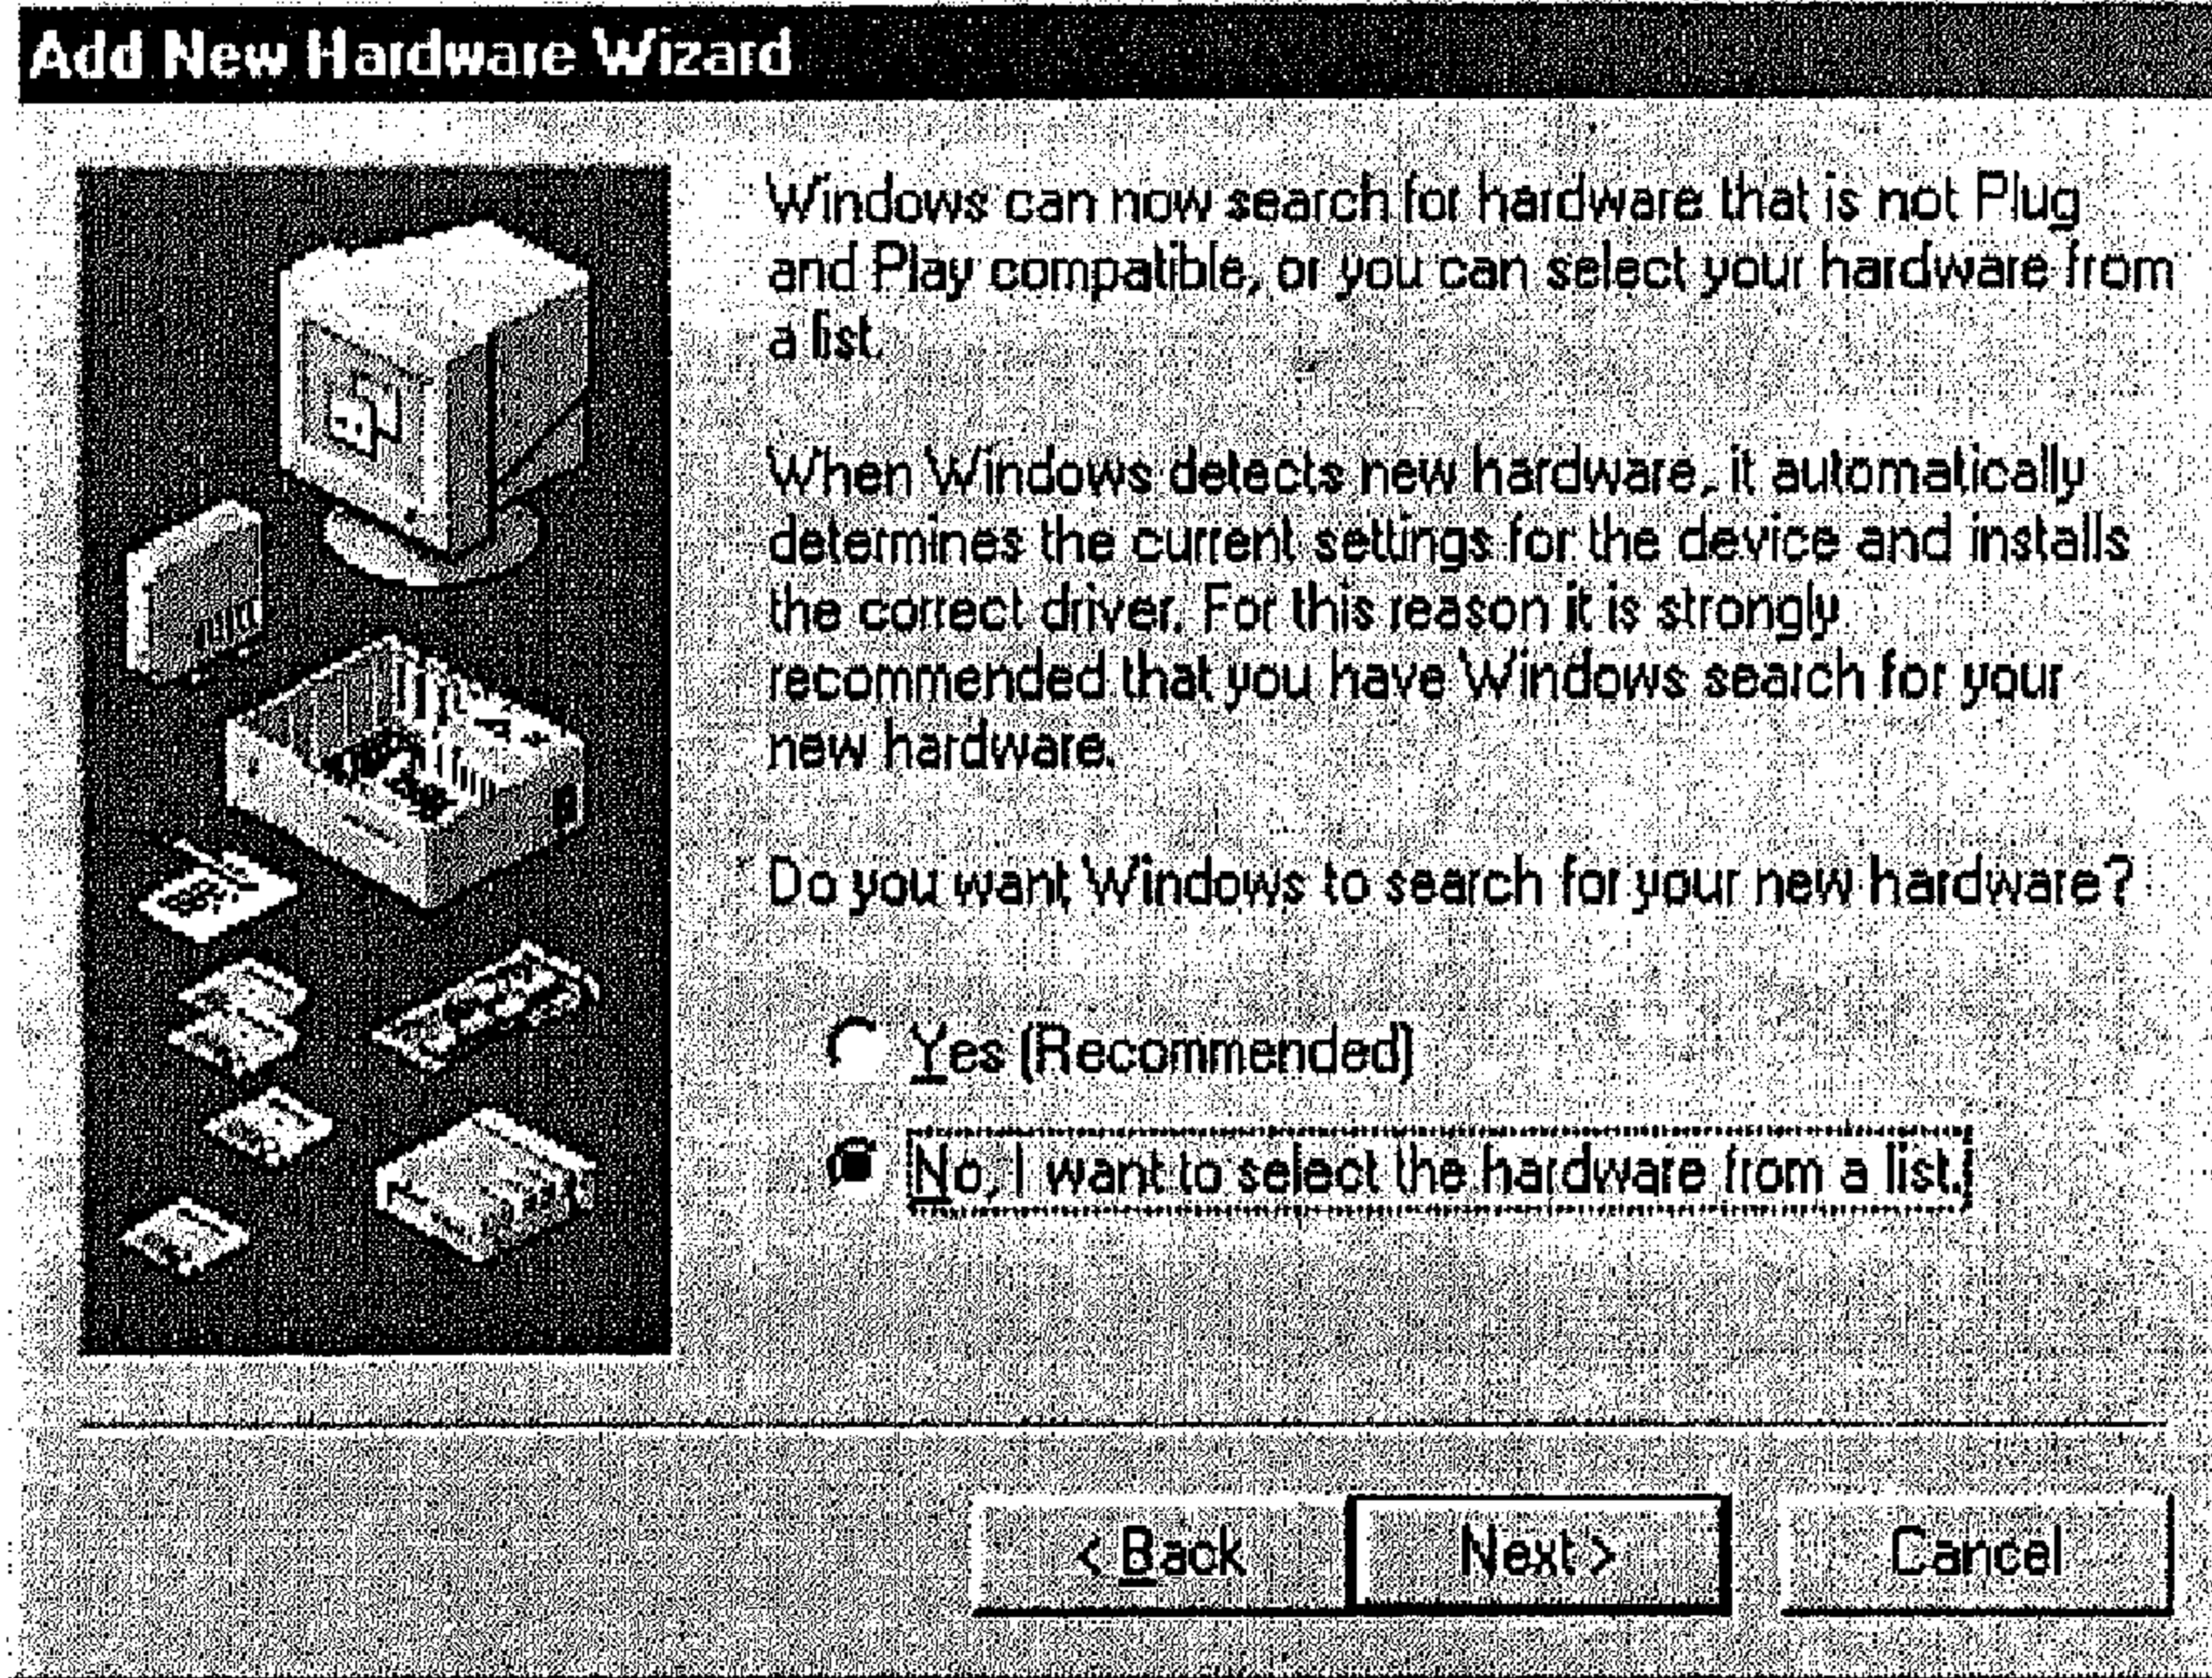 Add New Hardware Wizard
Windows can now search for hardware that is not Plug
and Play compatible, or you can select your hardware from
a list.
When Windows detects new hardware, it automatically
determines the current settings for the device and installs
the correct driver. For this reason it is strongly
recommended that you have Windows search for your
new hardware.
Do you want Windows to search for your new hardware?
Yes (Recommended)
No, I want to select the hardware from a list.
< Back Next > Cancel